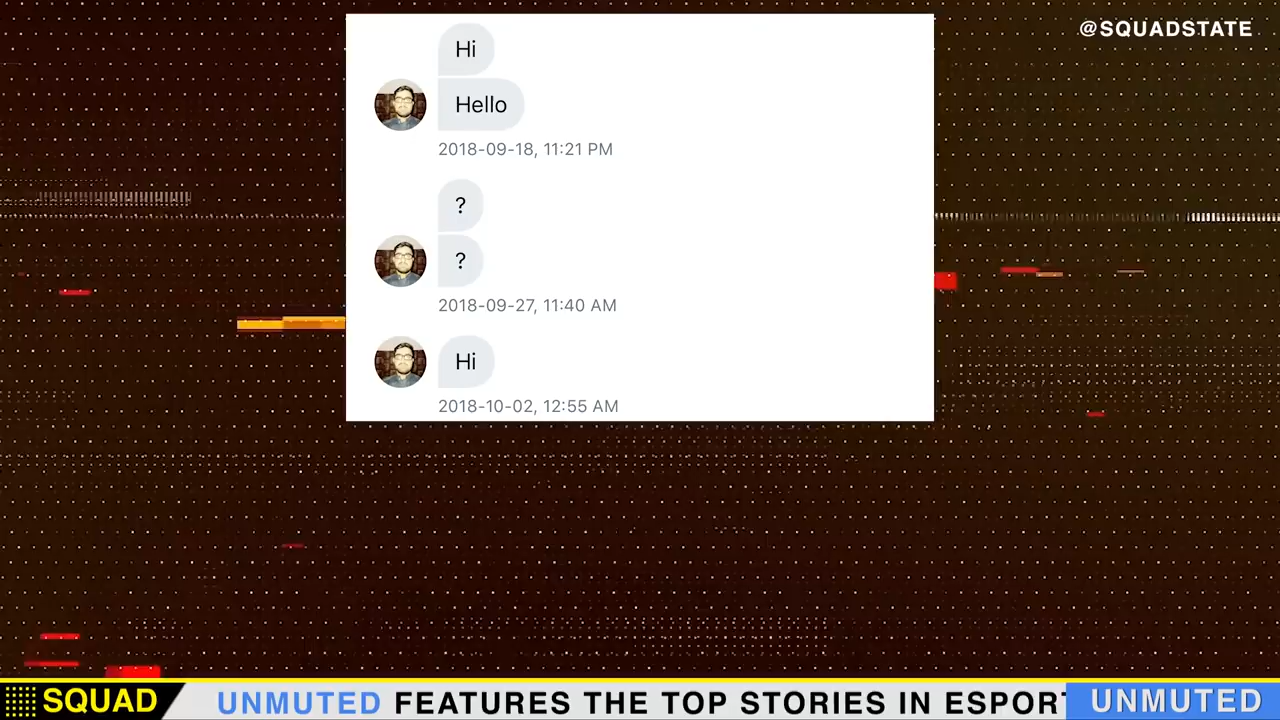 @SQUADSTATE
Hi
Hello
2018-09-18, 11:21 PM
?
?
2018-09-27, 11:40 AM
Hi
2018-10-02, 12:55 AM
SQUAD
UNMUTED FEATURES THE TOP STORIES IN ESPOR
UNMUTED